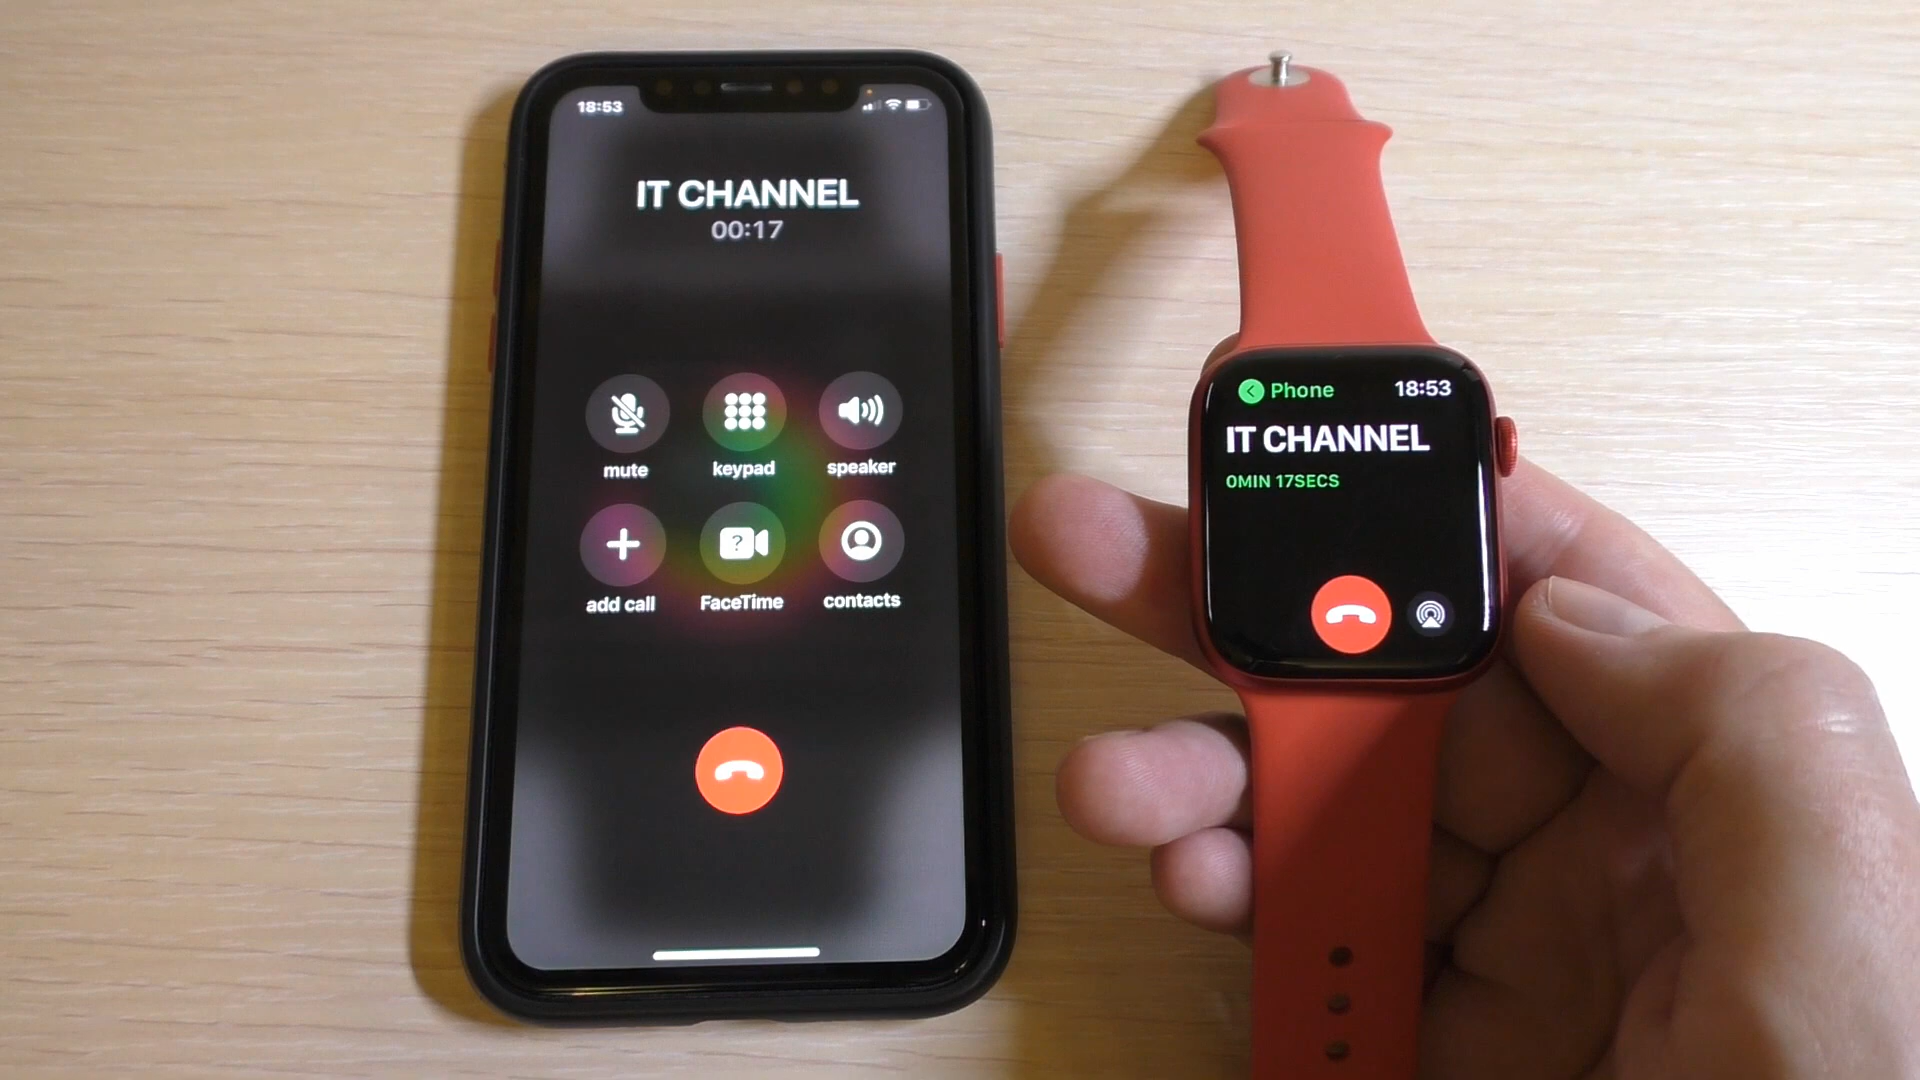 18:53
IT CHANNEL
00:17
mute
keypad
speaker
add call
?
FaceTime
contacts
Phone
18:53
IT CHANNEL
0MIN 17SECS